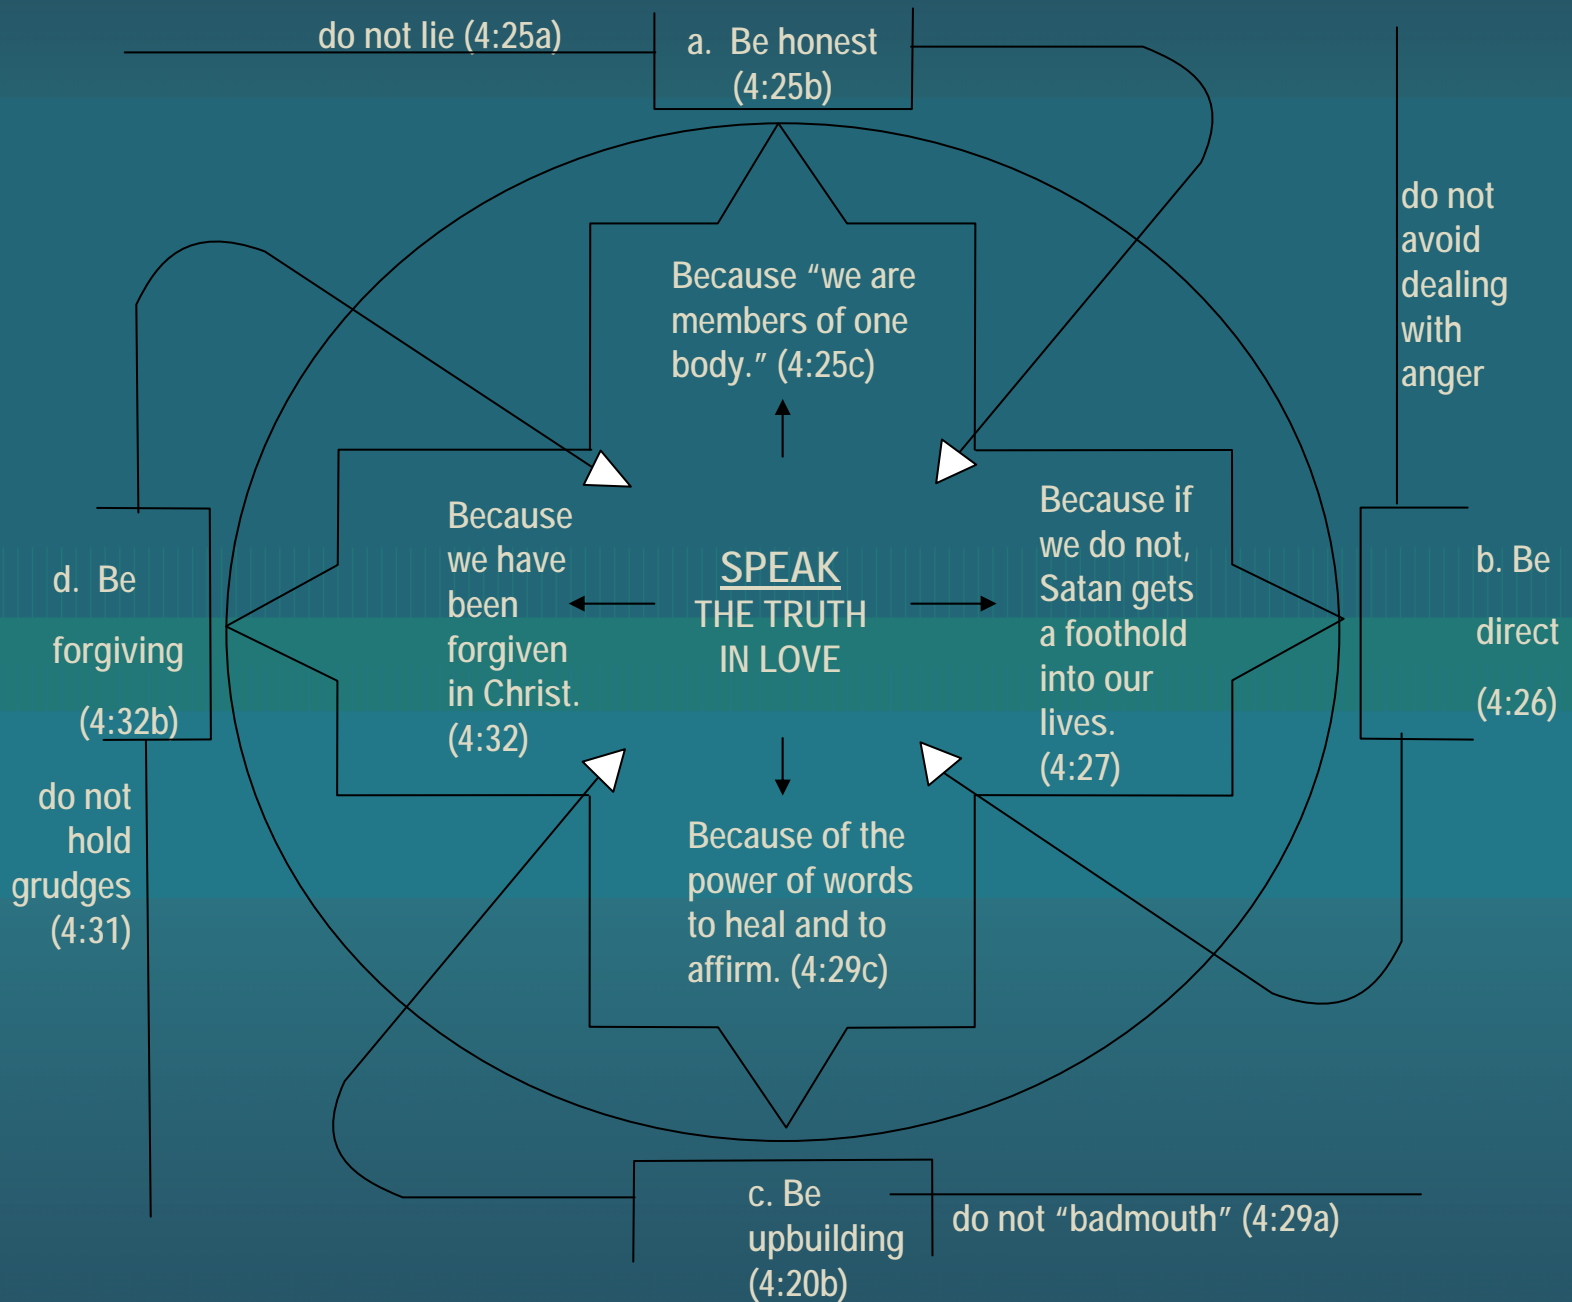 do not lie (4:25a)
a. Be honest
(4:25b)
do not
avoid
dealing
with
anger
Because “we are
members of one
body.” (4:25c)
Because if
we do not,
Satan gets
a foothold
into our
lives.
(4:27)
b. Be
direct
(4:26)
Because
we have
been
forgiven
in Christ.
(4:32)
SPEAK
THE TRUTH
IN LOVE
d. Be
forgiving
(4:32b)
do not
hold
grudges
(4:31)
Because of the
power of words
to heal and to
affirm. (4:29c)
c. Be
upbuilding
(4:20b)
do not “badmouth” (4:29a)